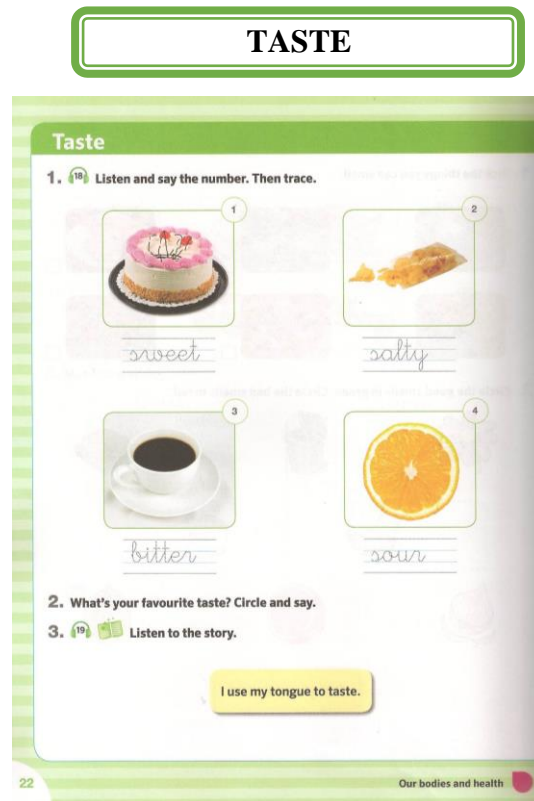 TASTE
Taste
1. 18 Listen and say the number. Then trace.
1
2
sweet
salty
3
4
bitter
sour
2. What's your favourite taste? Circle and say.
3. 19 Listen to the story.
I use my tongue to taste.
22
Our bodies and health